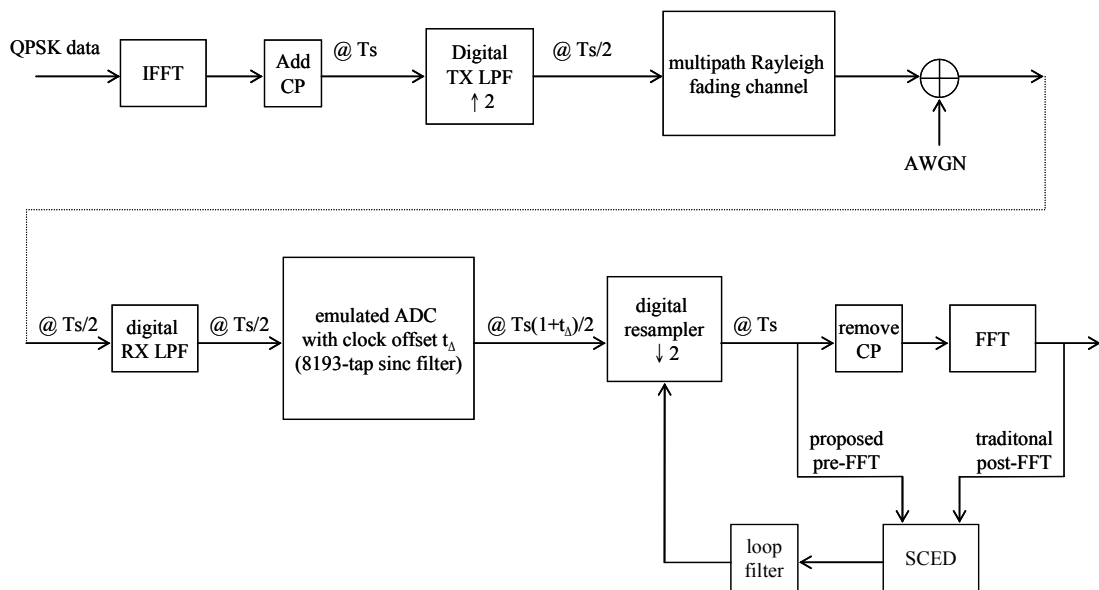 QPSK data
IFFT
Add
CP
@ Ts
Digital
TX LPF
↑ 2
@ Ts/2
multipath Rayleigh
fading channel
AWGN
@ Ts/2
digital
RX LPF
@ Ts/2
emulated ADC
with clock offset t_Δ
(8193-tap sinc filter)
@ Ts(1+t_Δ)/2
digital
resampler
↓ 2
@ Ts
remove
CP
FFT
proposed
pre-FFT
traditonal
post-FFT
loop
filter
SCED